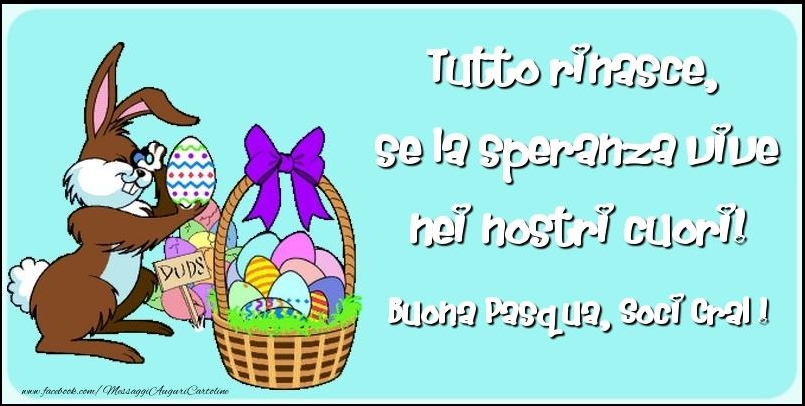 Tutto rinasce,
se la speranza vive
nei nostri cuori!
Buona Pasqua, Soci Cral !
DUDS
www.facebook.com/MessaggiAuguriCartoline